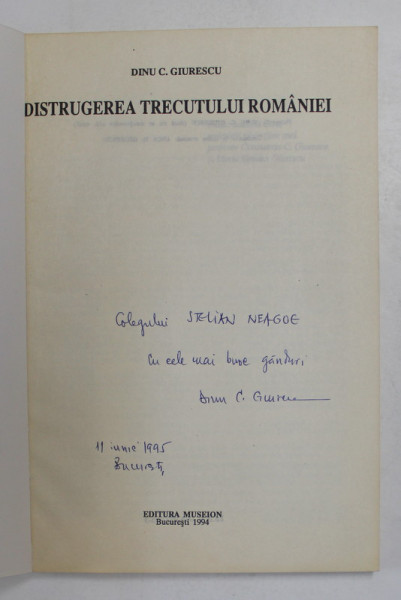 DINU C. GIURESCU
DISTRUGEREA TRECUTULUI ROMÂNIEI
Colegului STELIAN NEAGOE
Cu cele mai bune gânduri
Dinu C. Giurescu
11 iunie 1995
București
EDITURA MUSEION
București 1994